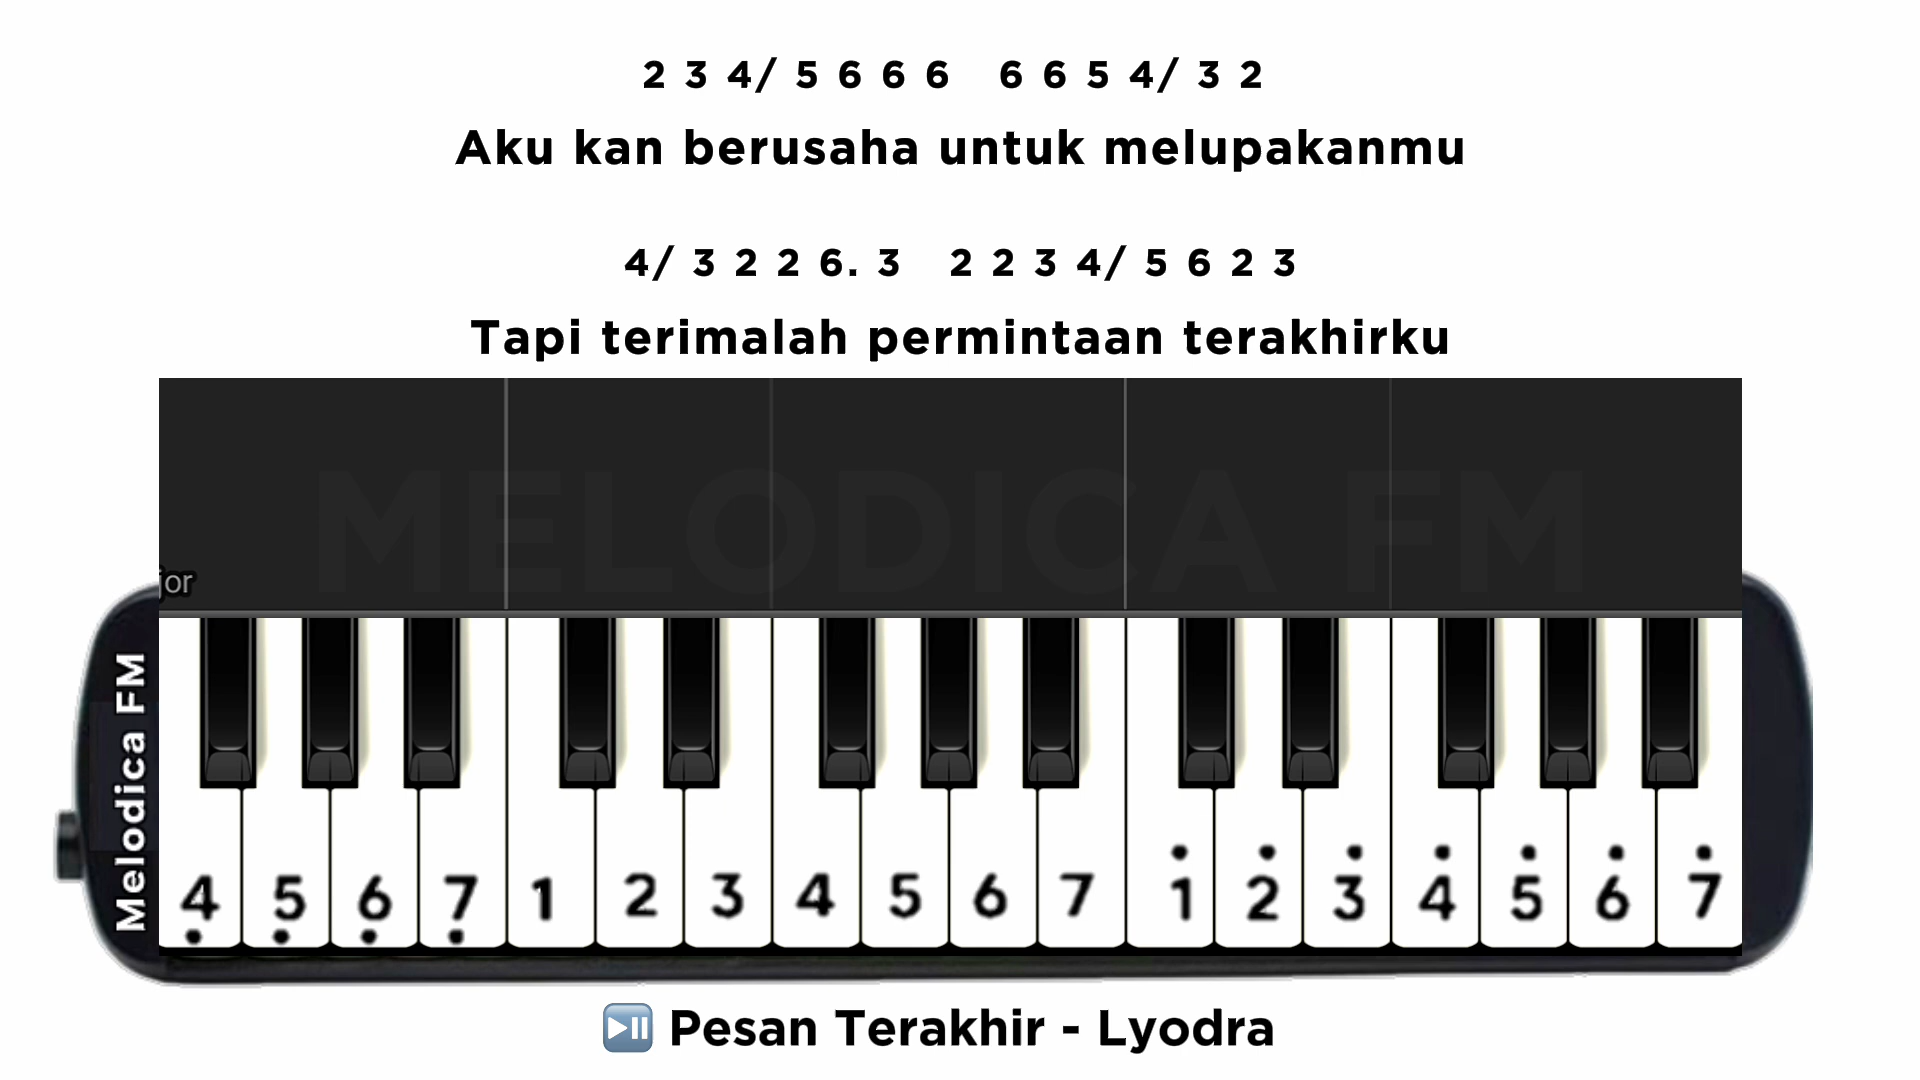 2 3 4/ 5 6 6 6 6 6 5 4/ 3 2
Aku kan berusaha untuk melupakanmu
4/ 3 2 2 6. 3 2 2 3 4/ 5 6 2 3
Tapi terimalah permintaan terakhirku
MELODICA FM
jor
Melodica FM
4 5 6 7 1 2 3 4 5 6 7 1 2 3 4 5 6 7
Pesan Terakhir - Lyodra